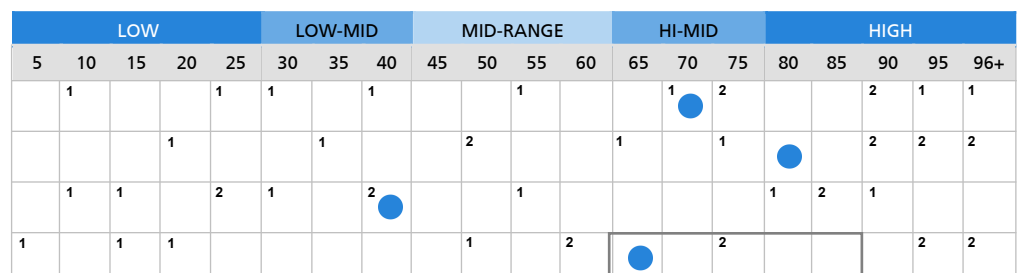 LOW LOW-MID MID-RANGE HI-MID HIGH
5 10 15 20 25 30 35 40 45 50 55 60 65 70 75 80 85 90 95 96+
1 1 1 1 1 1 2 2 1 1
1 1 2 1 1 2 2 2
1 1 2 1 2 1 1 2 1
1 1 1 1 2 2 2 2